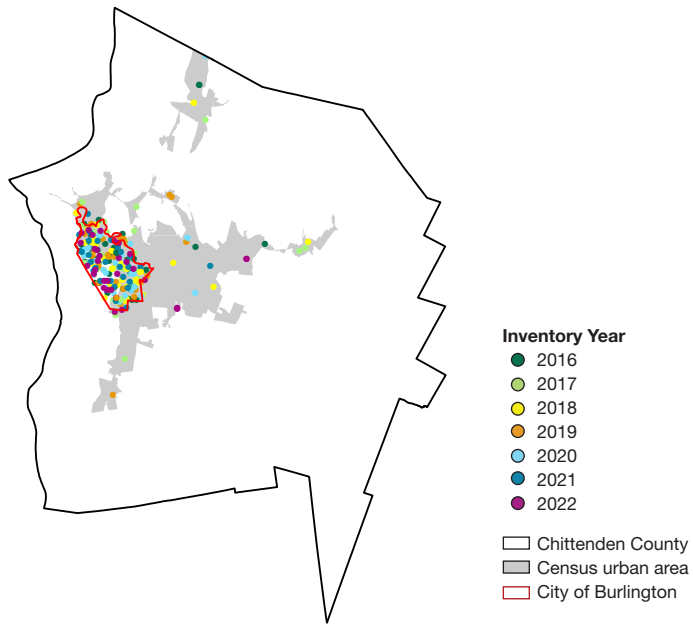 Inventory Year
2016
2017
2018
2019
2020
2021
2022
Chittenden County
Census urban area
City of Burlington